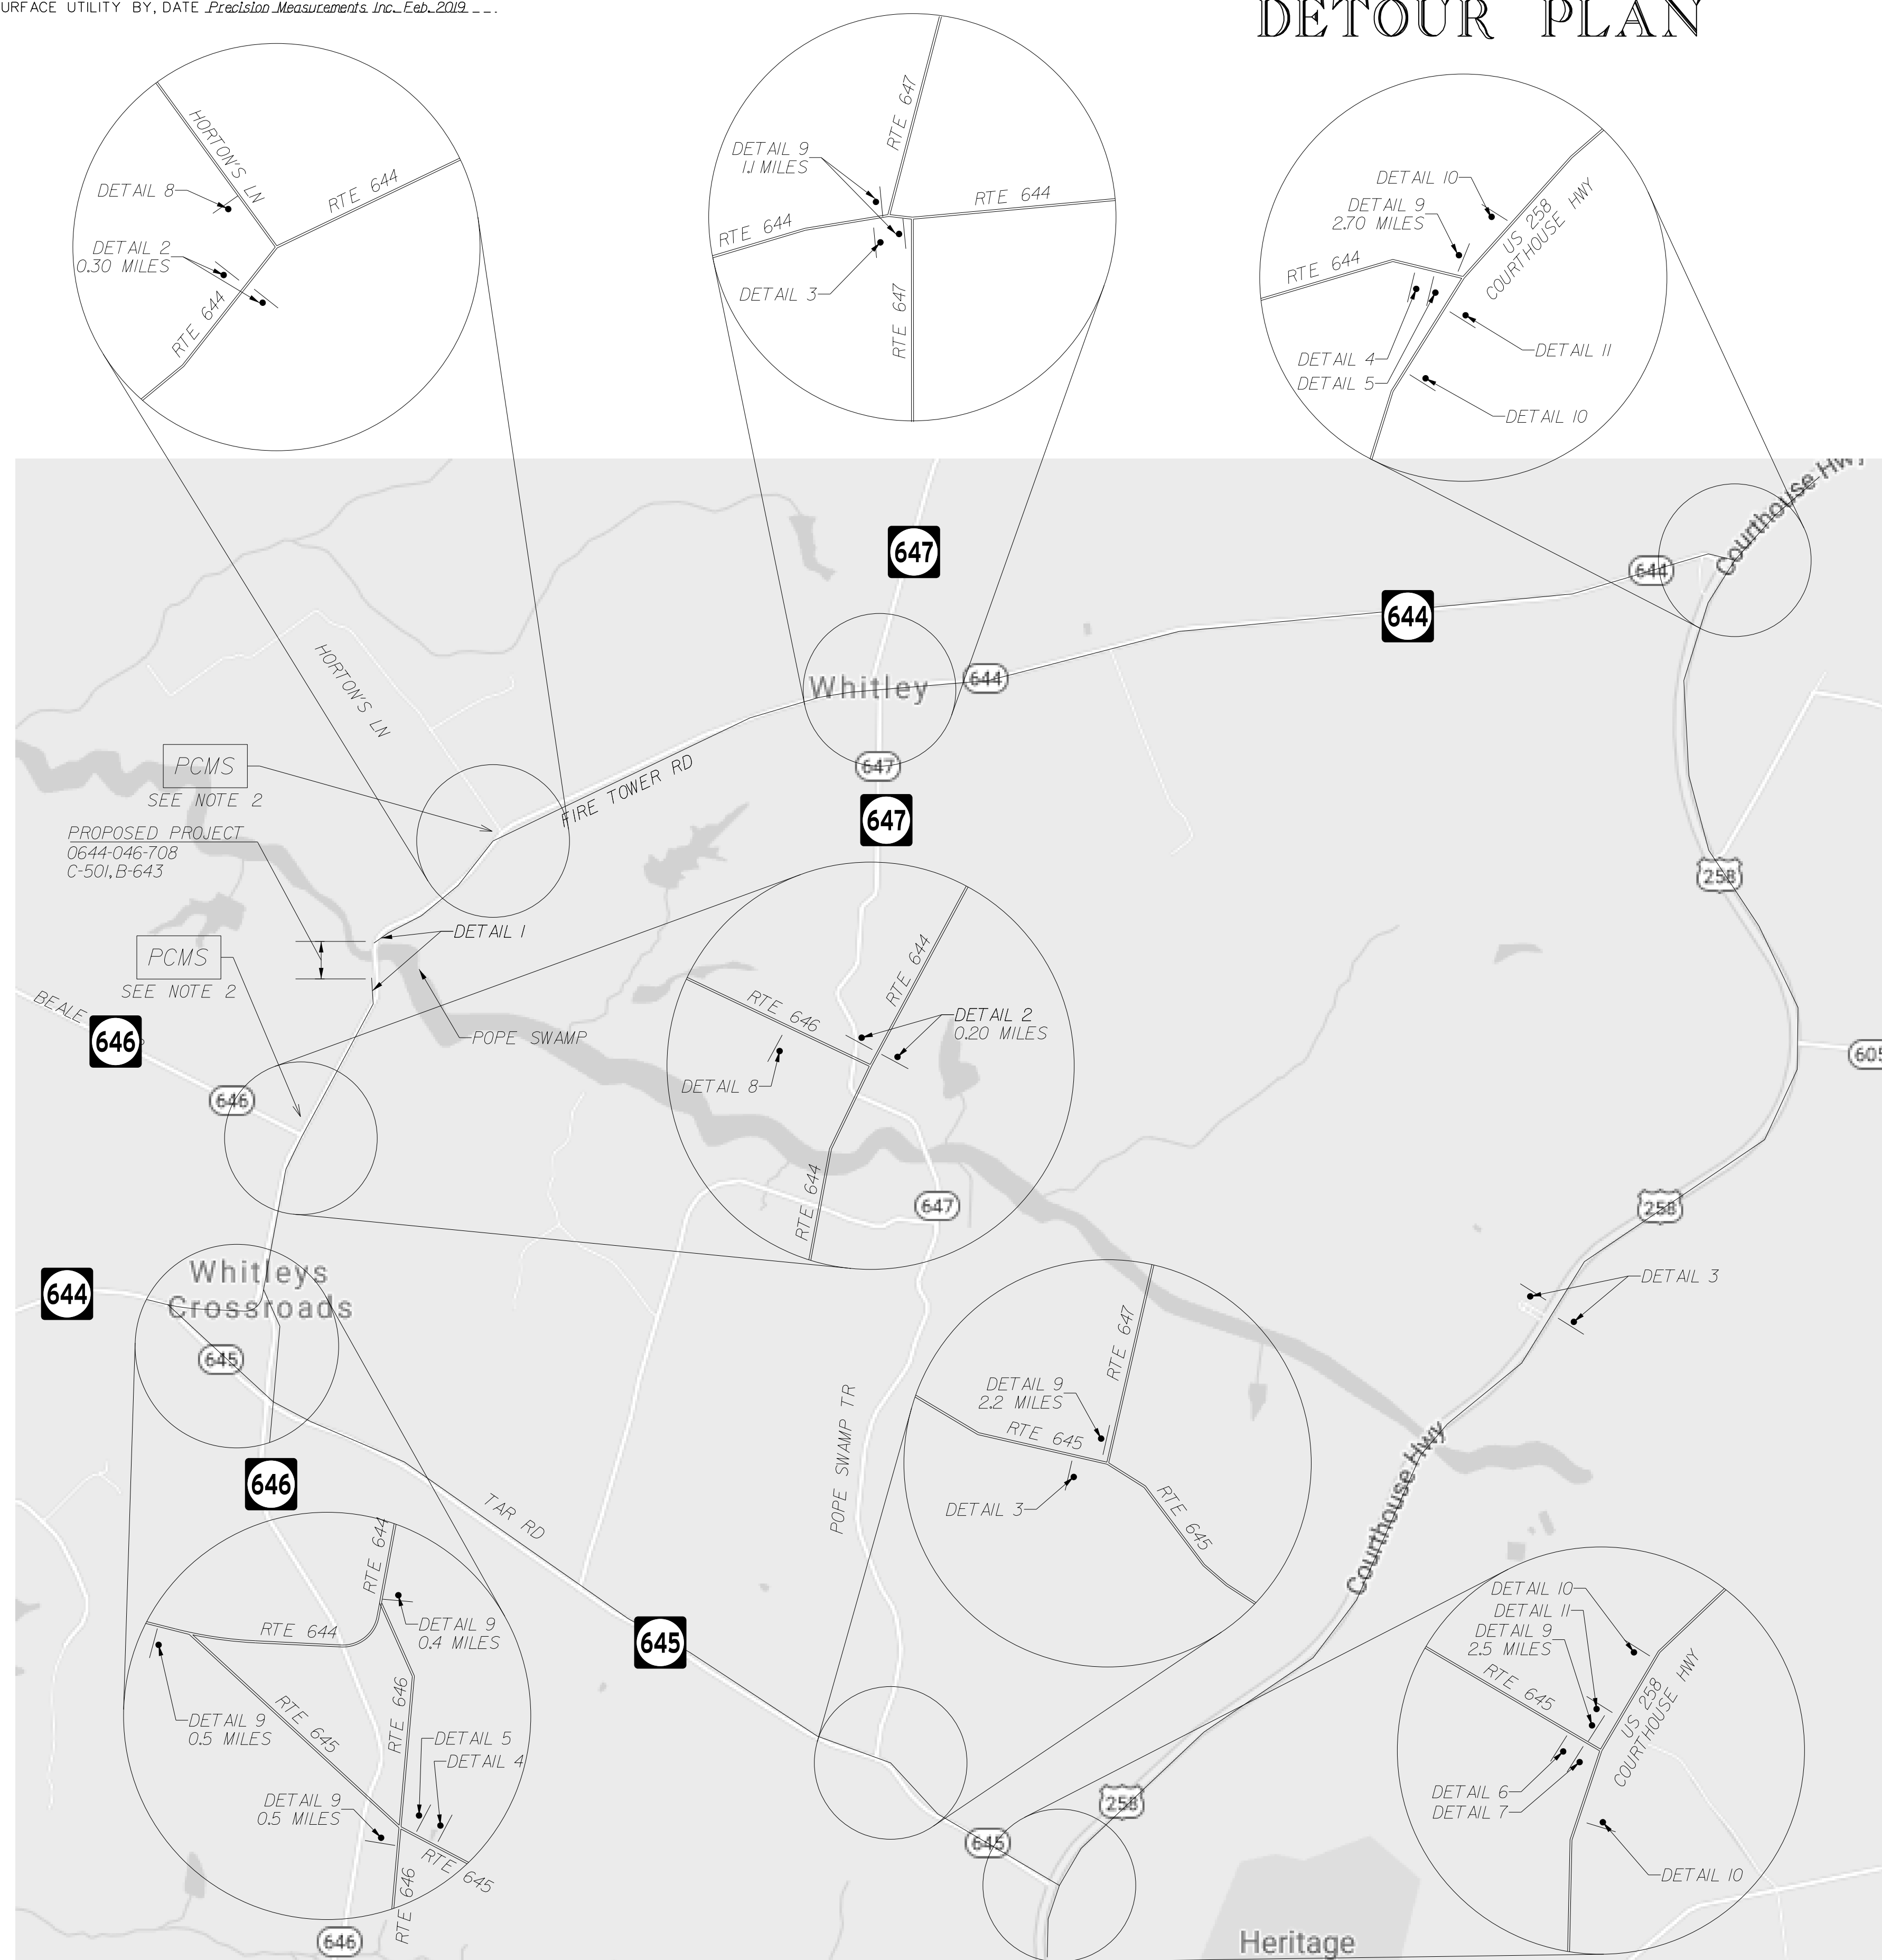 URFACE UTILITY BY, DATE Precision Measurements Inc. Feb. 2019
DETOUR PLAN
HORTON'S LN
RTE 644
DETAIL 8
DETAIL 2
0.30 MILES
RTE 644
RTE 647
DETAIL 9
1.1 MILES
RTE 644
RTE 644
DETAIL 3
RTE 647
DETAIL 10
DETAIL 9
2.70 MILES
US 258
COURTHOUSE HWY
RTE 644
DETAIL 4
DETAIL 5
DETAIL 11
DETAIL 10
Courthouse Hwy
647
644
644
Whitley
644
647
647
HORTON'S LN
FIRE TOWER RD
PCMS
SEE NOTE 2
PROPOSED PROJECT
0644-046-708
C-501, B-643
258
DETAIL 1
PCMS
SEE NOTE 2
BEALE
646
646
POPE SWAMP
605
RTE 644
RTE 646
DETAIL 2
0.20 MILES
DETAIL 8
RTE 644
647
258
644
Whitleys
Crossroads
645
DETAIL 3
RTE 647
DETAIL 9
2.2 MILES
RTE 645
DETAIL 3
RTE 645
POPE SWAMP TR
Courthouse Hwy
646
TAR RD
645
RTE 644
RTE 644
DETAIL 9
0.4 MILES
DETAIL 9
0.5 MILES
RTE 645
RTE 646
DETAIL 5
DETAIL 4
DETAIL 9
0.5 MILES
RTE 645
RTE 646
646
DETAIL 10
DETAIL 11
DETAIL 9
2.5 MILES
RTE 645
US 258
COURTHOUSE HWY
DETAIL 6
DETAIL 7
DETAIL 10
258
645
Heritage